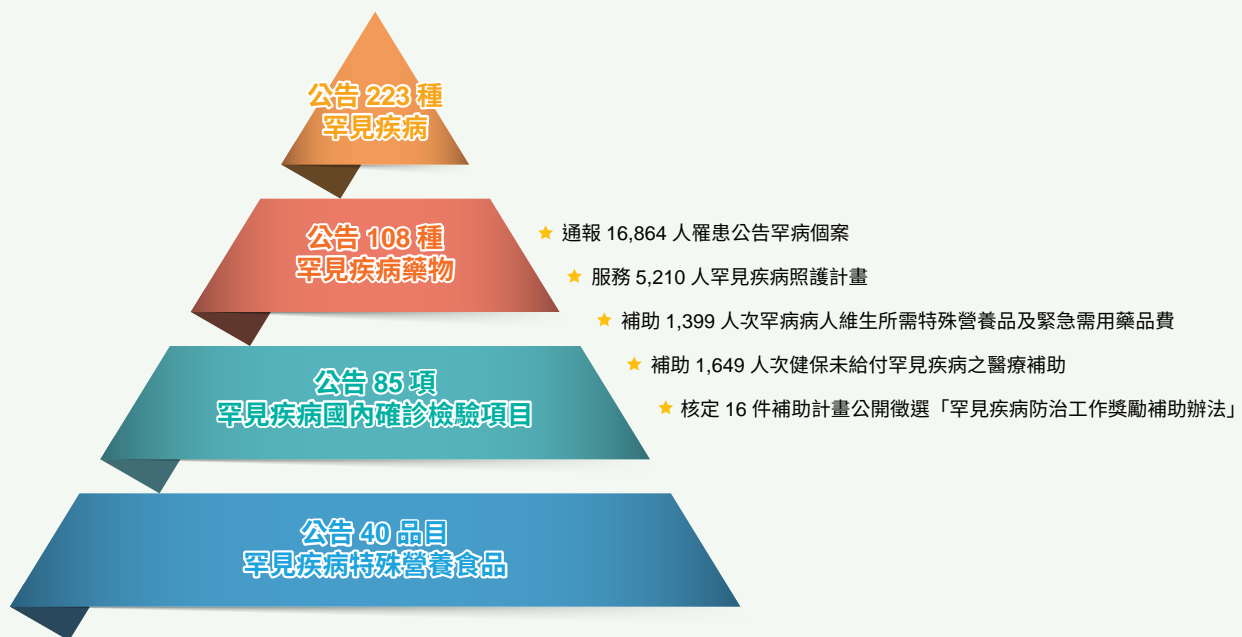 公告 223 種
罕見疾病
公告 108 種
罕見疾病藥物
公告 85 項
罕見疾病國內確診檢驗項目
公告 40 品目
罕見疾病特殊營養食品
通報 16,864 人罹患公告罕病個案
服務 5,210 人罕見疾病照護計畫
補助 1,399 人次罕病病人維生所需特殊營養品及緊急需用藥品費
補助 1,649 人次健保未給付罕見疾病之醫療補助
核定 16 件補助計畫公開徵選「罕見疾病防治工作獎勵補助辦法」